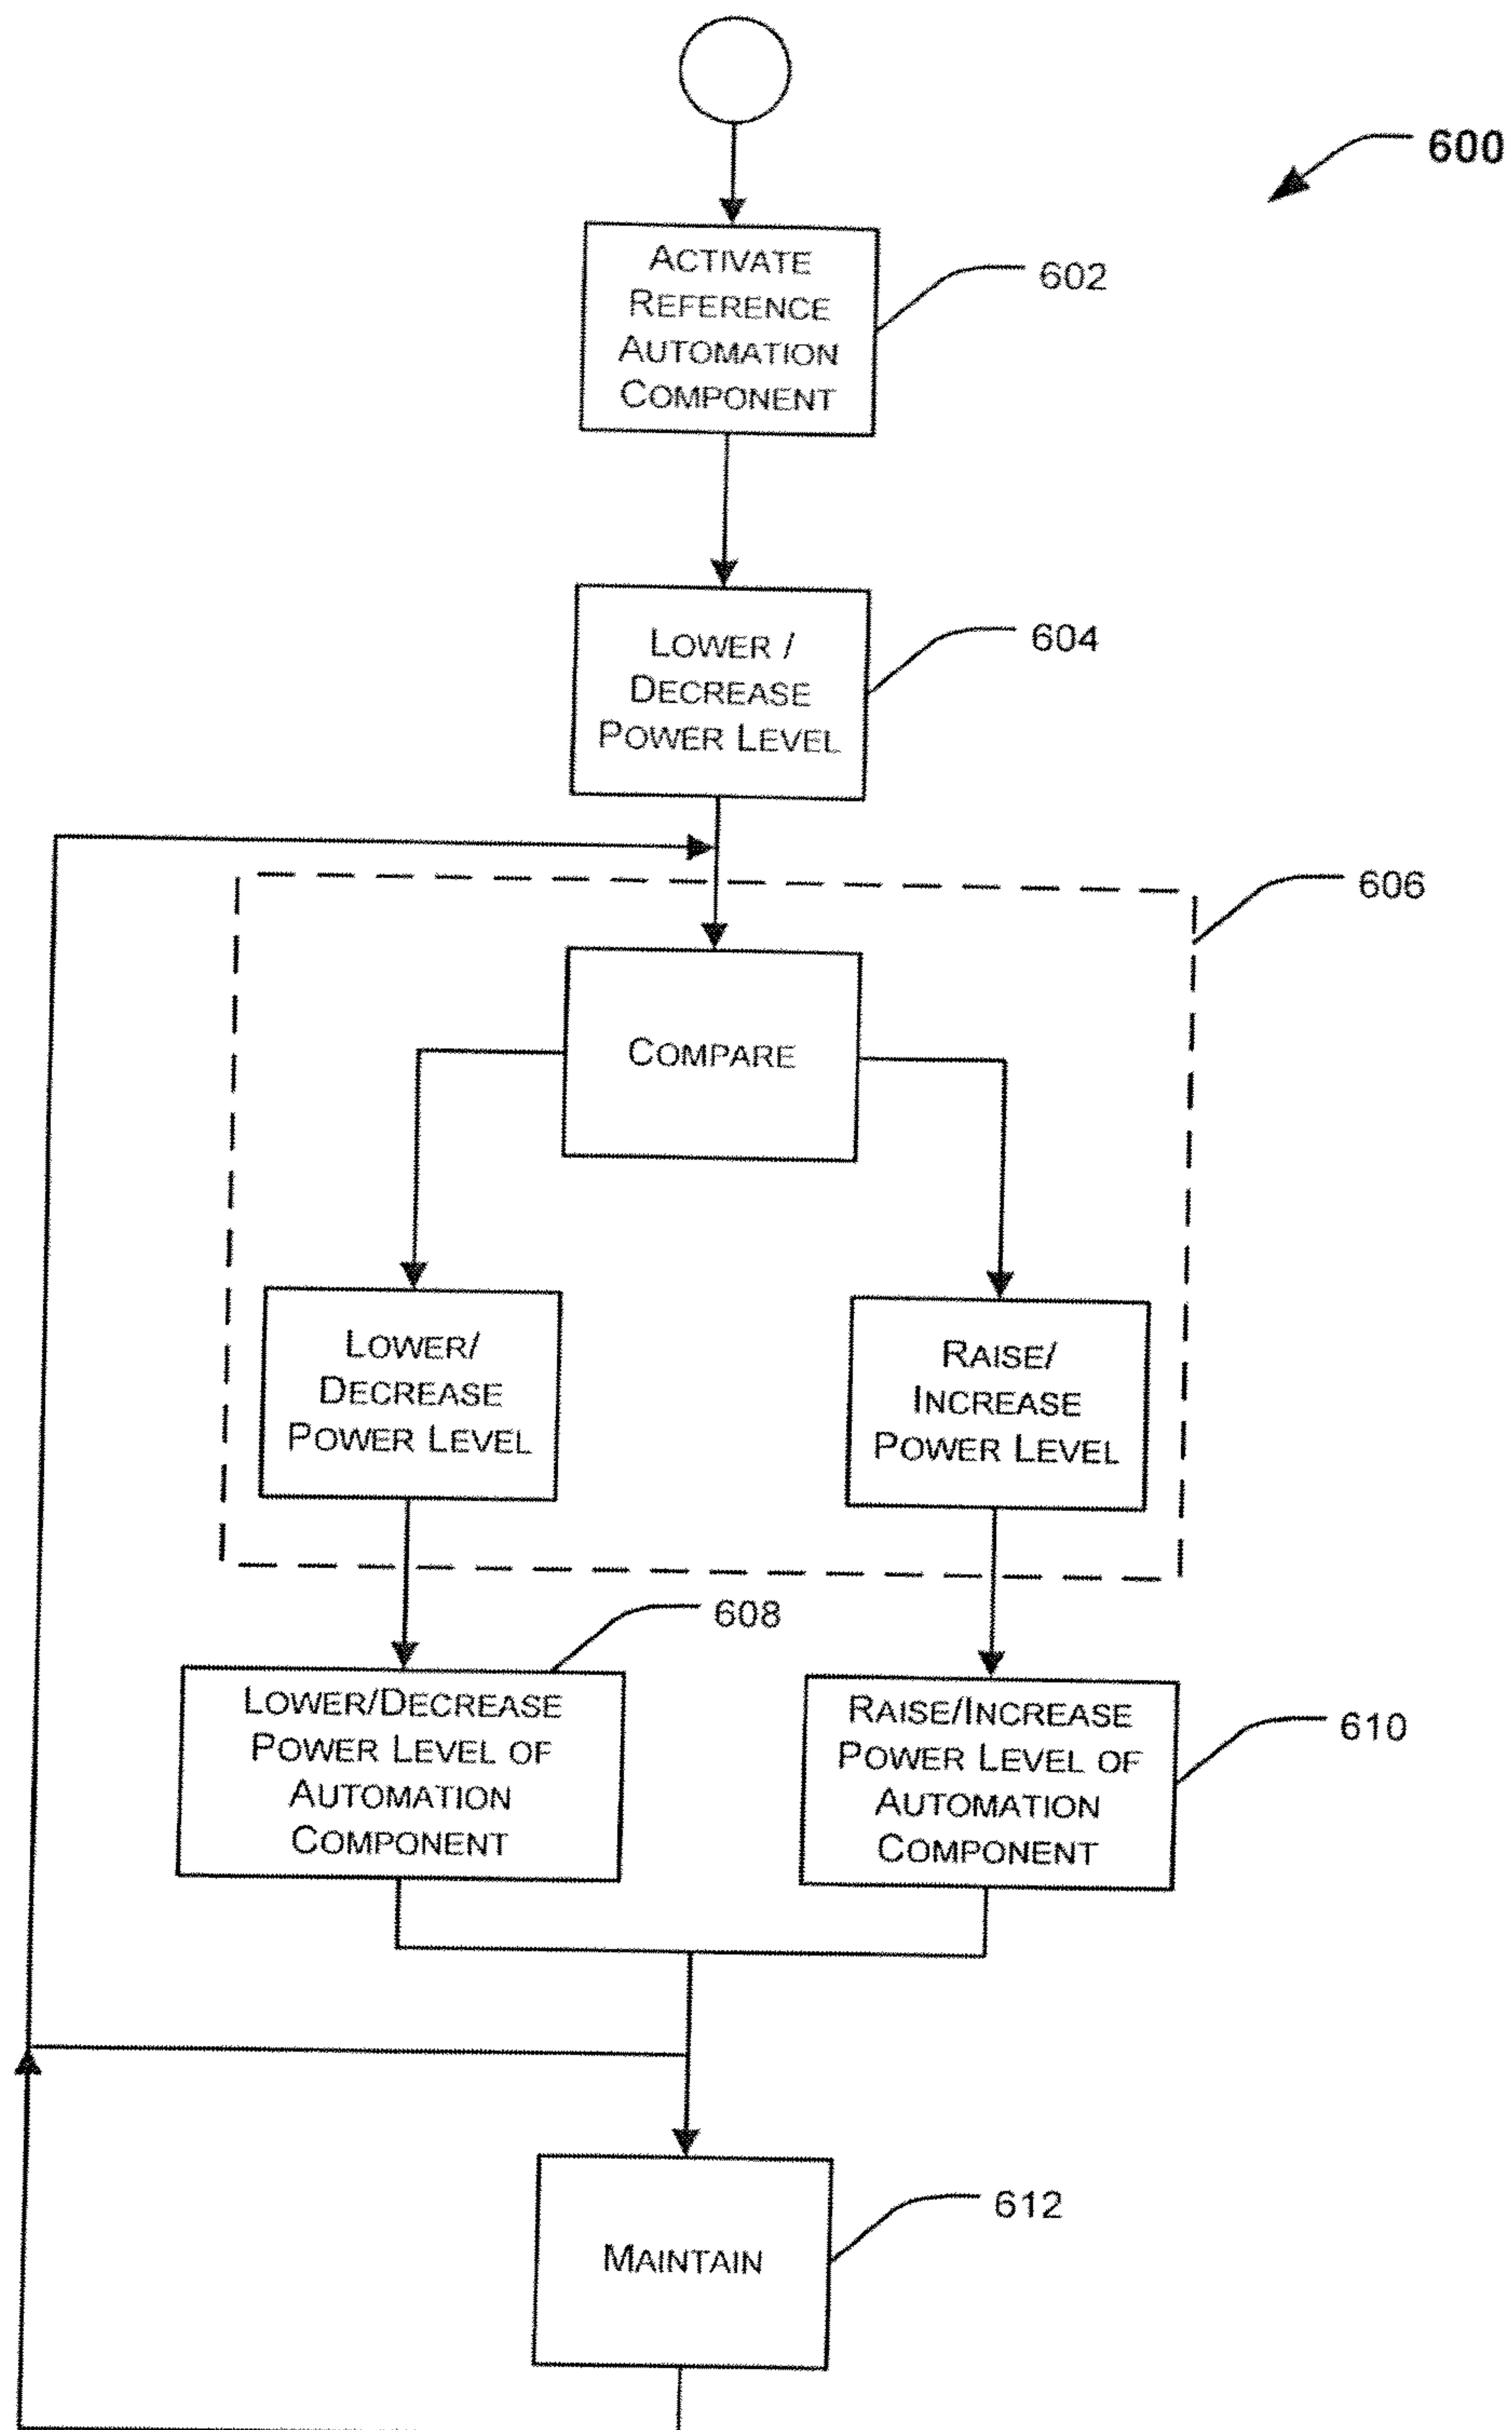 600
ACTIVATE
REFERENCE
AUTOMATION
COMPONENT
602
LOWER /
DECREASE
POWER LEVEL
604
606
COMPARE
LOWER/
DECREASE
POWER LEVEL
RAISE/
INCREASE
POWER LEVEL
608
LOWER/DECREASE
POWER LEVEL OF
AUTOMATION
COMPONENT
RAISE/INCREASE
POWER LEVEL OF
AUTOMATION
COMPONENT
610
MAINTAIN
612